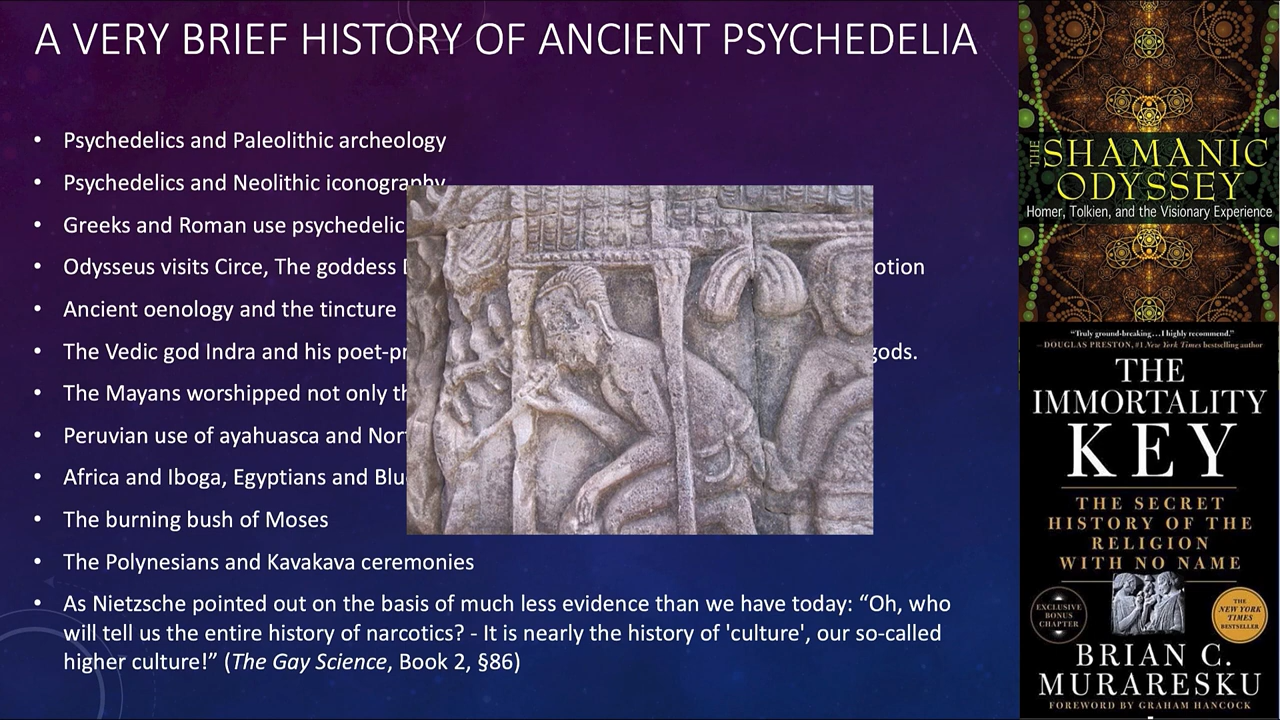 A VERY BRIEF HISTORY OF ANCIENT PSYCHEDELIA
• Psychedelics and Paleolithic archeology
• Psychedelics and Neolithic iconography
• Greeks and Roman use psychedelic
• Odysseus visits Circe, The goddess otion
• Ancient oenology and the tincture
• The Vedic god Indra and his poet-pr gods.
• The Mayans worshipped not only th
• Peruvian use of ayahuasca and Nor
• Africa and Iboga, Egyptians and Blu
• The burning bush of Moses
• The Polynesians and Kavakava ceremonies
• As Nietzsche pointed out on the basis of much less evidence than we have today: “Oh, who
will tell us the entire history of narcotics? - It is nearly the history of 'culture', our so-called
higher culture!” (The Gay Science, Book 2, §86)
THE SHAMANIC
ODYSSEY
Homer, Tolkien, and the Visionary Experience
“Truly ground-breaking...I highly recommend.”
— DOUGLAS PRESTON, #1 New York Times bestselling author
THE
IMMORTALITY
KEY
THE SECRET
HISTORY OF THE
RELIGION
WITH NO NAME
EXCLUSIVE
BONUS
CHAPTER
THE
NEW YORK
TIMES
BESTSELLER
BRIAN C.
MURARESKU
FOREWORD BY GRAHAM HANCOCK